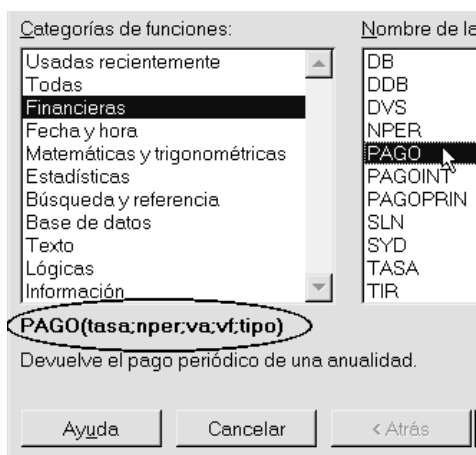 Categorías de funciones:
Usadas recientemente
Todas
Financieras
Fecha y hora
Matemáticas y trigonométricas
Estadísticas
Búsqueda y referencia
Base de datos
Texto
Lógicas
Información
Nombre de la
DB
DDB
DVS
NPER
PAGO
PAGOINT
PAGOPRIN
SLN
SYD
TASA
TIR
PAGO(tasa;nper;va;vf;tipo)
Devuelve el pago periódico de una anualidad.
Ayuda
Cancelar
< Atrás